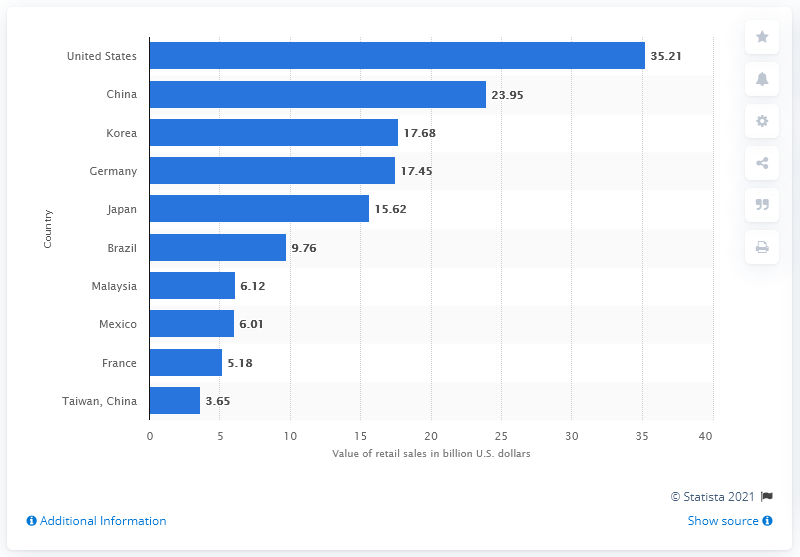 United States 35.21
China 23.95
Korea 17.68
Germany 17.45
Japan 15.62
Brazil 9.76
Malaysia 6.12
Mexico 6.01
France 5.18
Taiwan, China 3.65
Country
0 5 10 15 20 25 30 35 40
Value of retail sales in billion U.S. dollars
© Statista 2021
Additional Information
Show source